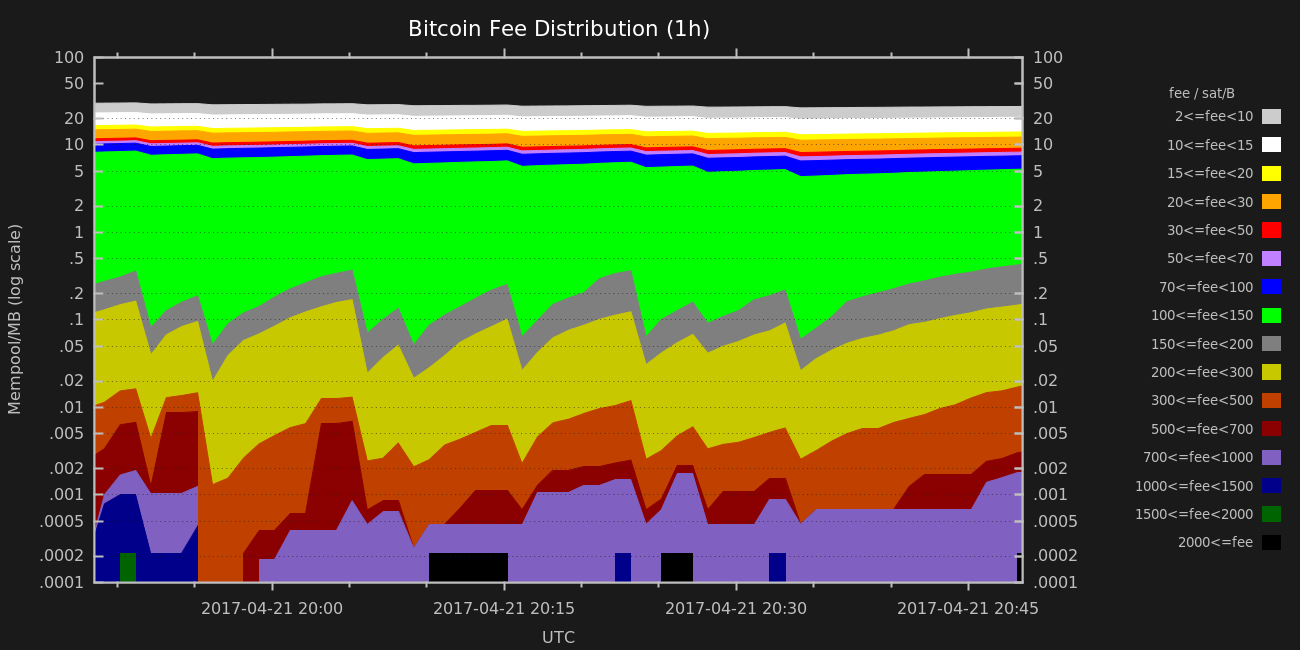 Bitcoin Fee Distribution (1h)
100 100
50 50
20 20
10 10
5 5
2 2
1 1
.5 .5
.2 .2
.1 .1
.05 .05
.02 .02
.01 .01
.005 .005
.002 .002
.001 .001
.0005 .0005
.0002 .0002
.0001 .0001
Mempool/MB (log scale)
2017-04-21 20:00 2017-04-21 20:15 2017-04-21 20:30 2017-04-21 20:45
UTC
fee / sat/B
2<=fee<10
10<=fee<15
15<=fee<20
20<=fee<30
30<=fee<50
50<=fee<70
70<=fee<100
100<=fee<150
150<=fee<200
200<=fee<300
300<=fee<500
500<=fee<700
700<=fee<1000
1000<=fee<1500
1500<=fee<2000
2000<=fee